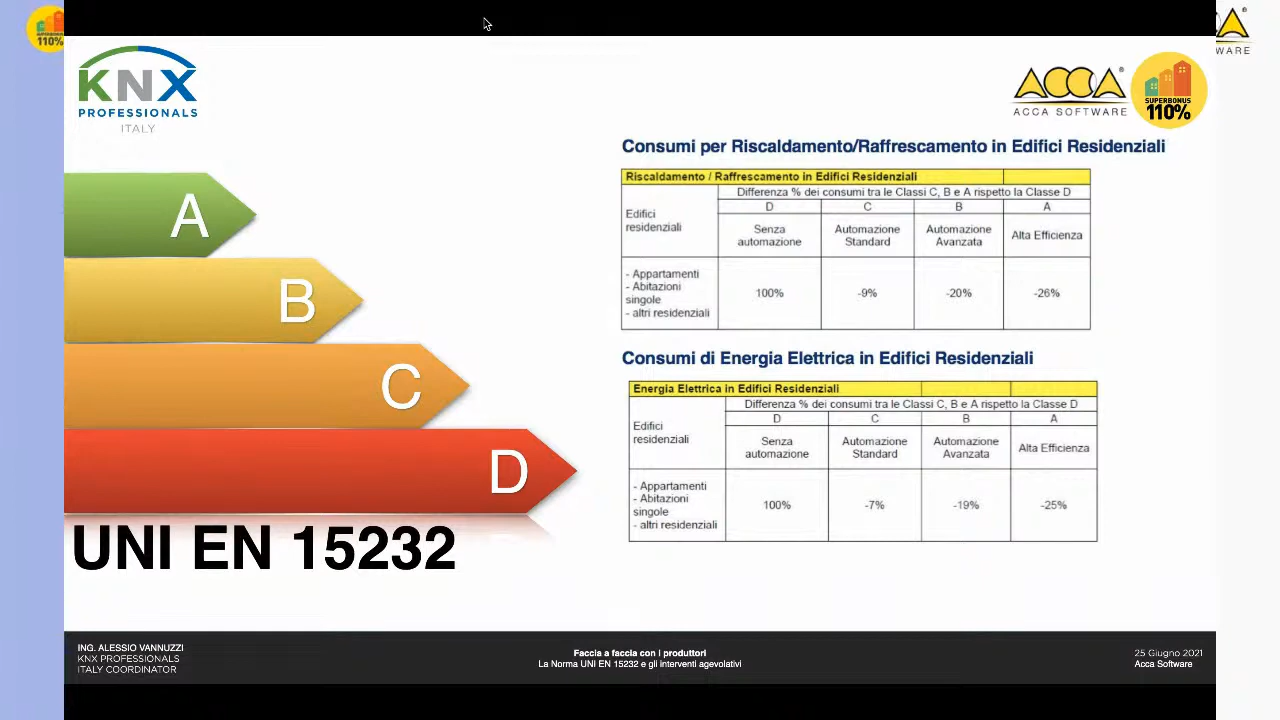 SUPERBONUS
110%
WARE
KNX
PROFESSIONALS
ITALY
ACCA
ACCA SOFTWARE
SUPERBONUS
110%
A
B
C
D
UNI EN 15232
Consumi per Riscaldamento/Raffrescamento in Edifici Residenziali
Riscaldamento / Raffrescamento in Edifici Residenziali
Differenza % dei consumi tra le Classi C, B e A rispetto la Classe D
Edifici
residenziali
D C B A
Senza
automazione
Automazione
Standard
Automazione
Avanzata
Alta Efficienza
- Appartamenti
- Abitazioni
singole
- altri residenziali
100% -9% -20% -26%
Consumi di Energia Elettrica in Edifici Residenziali
Energia Elettrica in Edifici Residenziali
Differenza % dei consumi tra le Classi C, B e A rispetto la Classe D
Edifici
residenziali
D C B A
Senza
automazione
Automazione
Standard
Automazione
Avanzata
Alta Efficienza
- Appartamenti
- Abitazioni
singole
- altri residenziali
100% -7% -19% -25%
ING. ALESSIO VANNUZZI
KNX PROFESSIONALS
ITALY COORDINATOR
Faccia a faccia con i produttori
La Norma UNI EN 15232 e gli interventi agevolativi
25 Giugno 2021
Acca Software